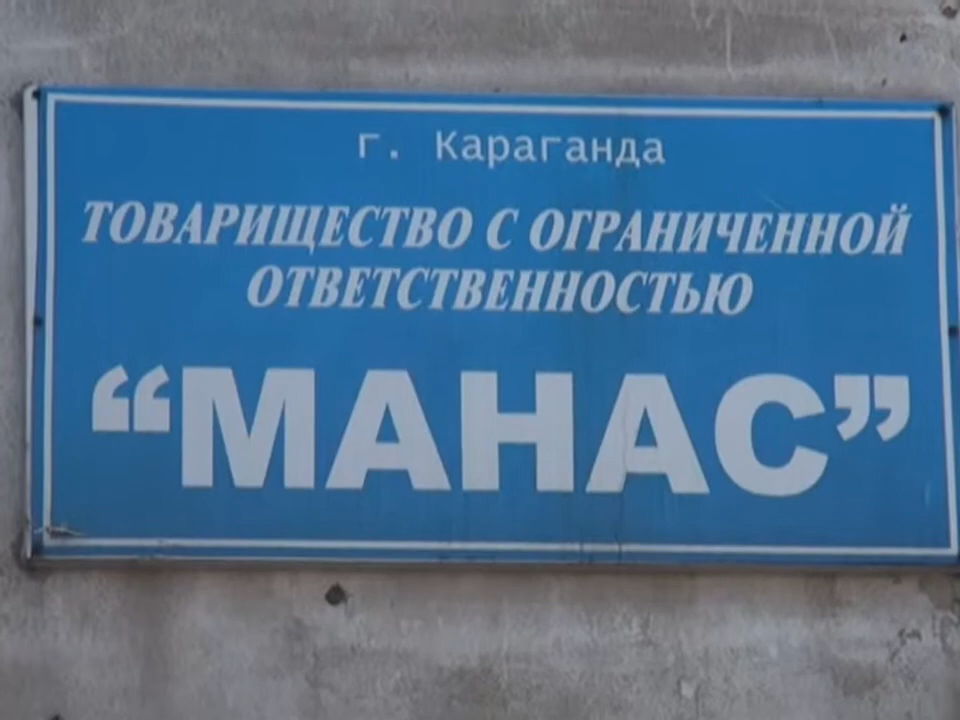 г. Караганда
ТОВАРИЩЕСТВО С ОГРАНИЧЕННОЙ
ОТВЕТСТВЕННОСТЬЮ
“МАНАС”